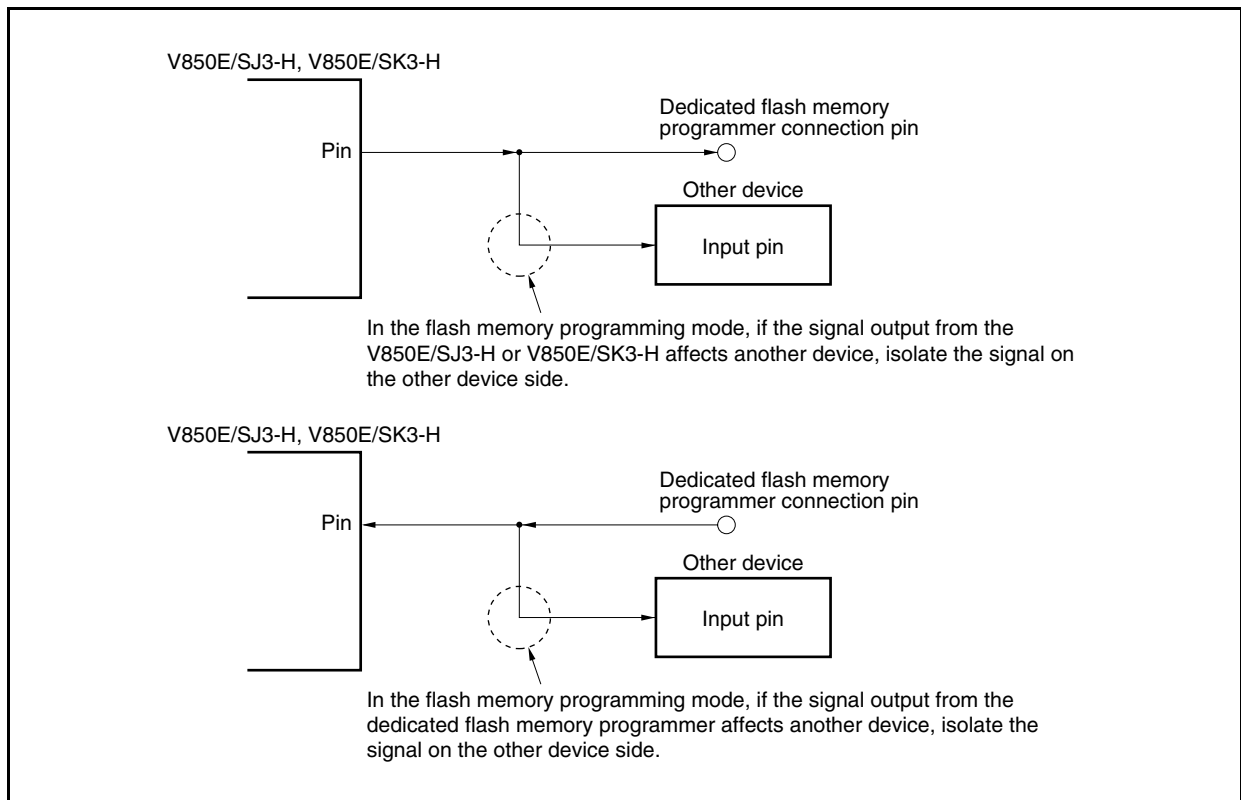 V850E/SJ3-H, V850E/SK3-H
Dedicated flash memory
programmer connection pin
Pin
Other device
Input pin
In the flash memory programming mode, if the signal output from the
V850E/SJ3-H or V850E/SK3-H affects another device, isolate the signal on
the other device side.
V850E/SJ3-H, V850E/SK3-H
Dedicated flash memory
programmer connection pin
Pin
Other device
Input pin
In the flash memory programming mode, if the signal output from the
dedicated flash memory programmer affects another device, isolate the
signal on the other device side.